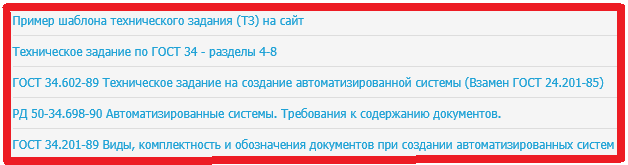 Пример шаблона технического задания (ТЗ) на сайт
Техническое задание по ГОСТ 34 - разделы 4-8
ГОСТ 34.602-89 Техническое задание на создание автоматизированной системы (Взамен ГОСТ 24.201-85)
РД 50-34.698-90 Автоматизированные системы. Требования к содержанию документов.
ГОСТ 34.201-89 Виды, комплектность и обозначения документов при создании автоматизированных систем